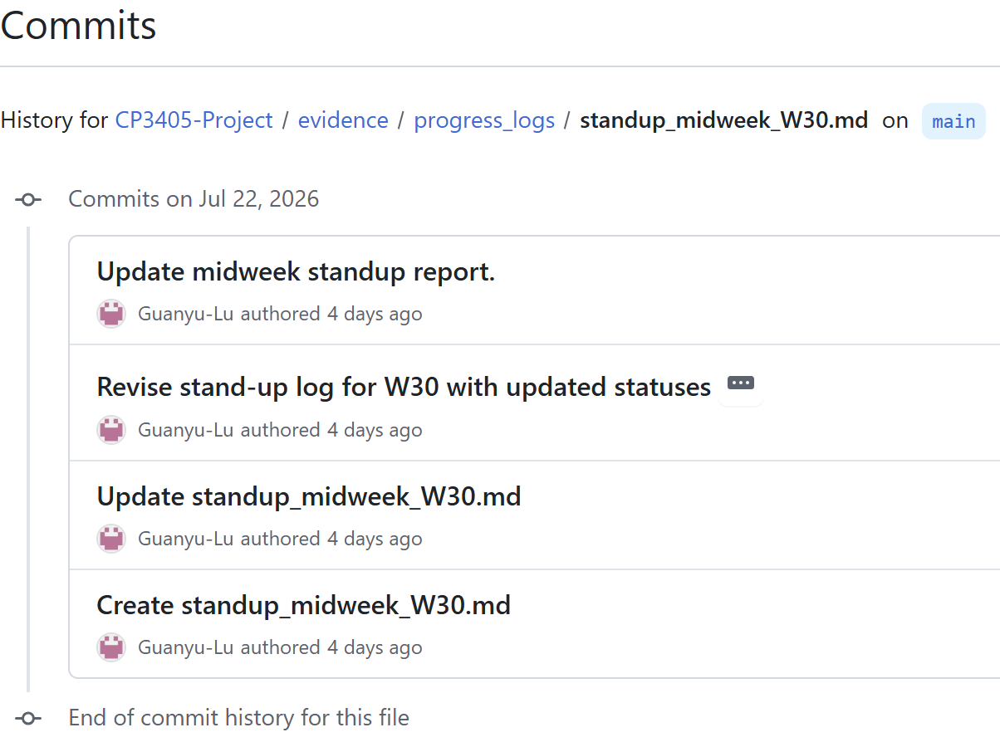 Commits
History for CP3405-Project / evidence / progress_logs / standup_midweek_W30.md on main
Commits on Jul 22, 2026
Update midweek standup report.
Guanyu-Lu authored 4 days ago
Revise stand-up log for W30 with updated statuses
Guanyu-Lu authored 4 days ago
Update standup_midweek_W30.md
Guanyu-Lu authored 4 days ago
Create standup_midweek_W30.md
Guanyu-Lu authored 4 days ago
End of commit history for this file